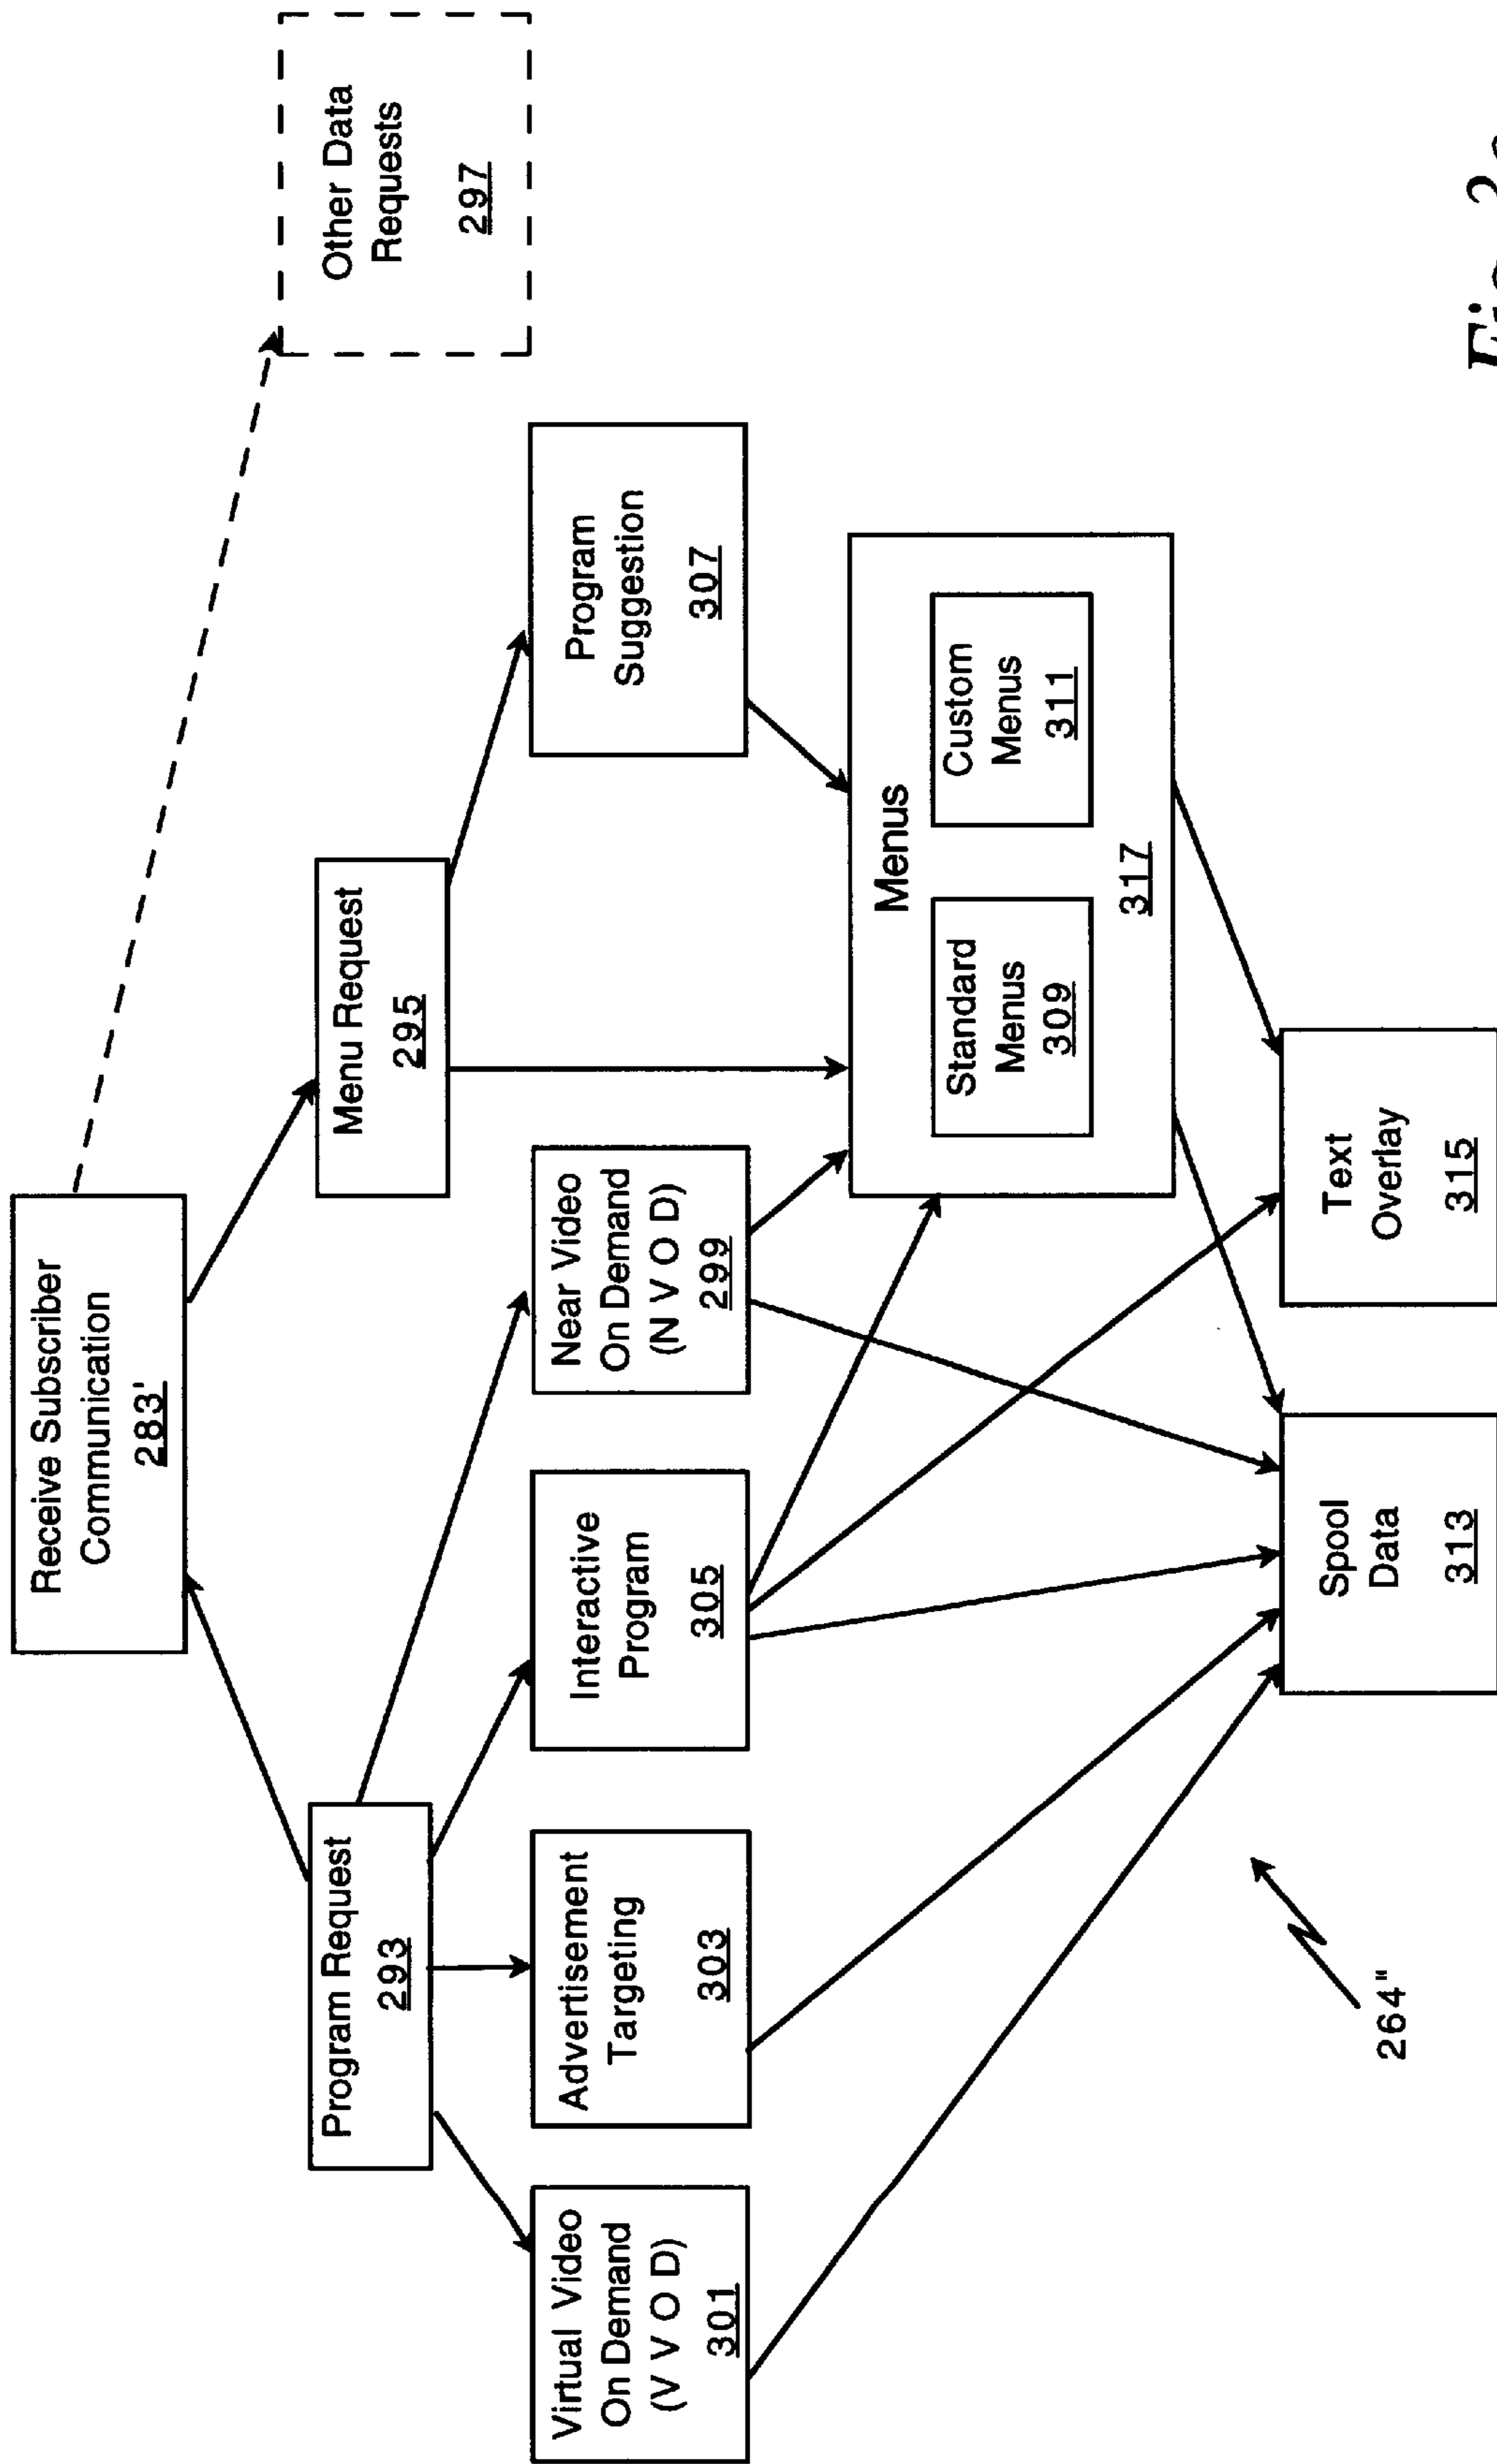 Receive Subscriber
Communication
283'
Other Data
Requests
297
Program Request
293
Menu Request
295
Virtual Video
On Demand
(V V O D)
301
Advertisement
Targeting
303
Interactive
Program
305
Near Video
On Demand
(N V O D)
299
Program
Suggestion
307
Menus
Standard
Menus
309
Custom
Menus
311
317
264"
Spool
Data
313
Text
Overlay
315